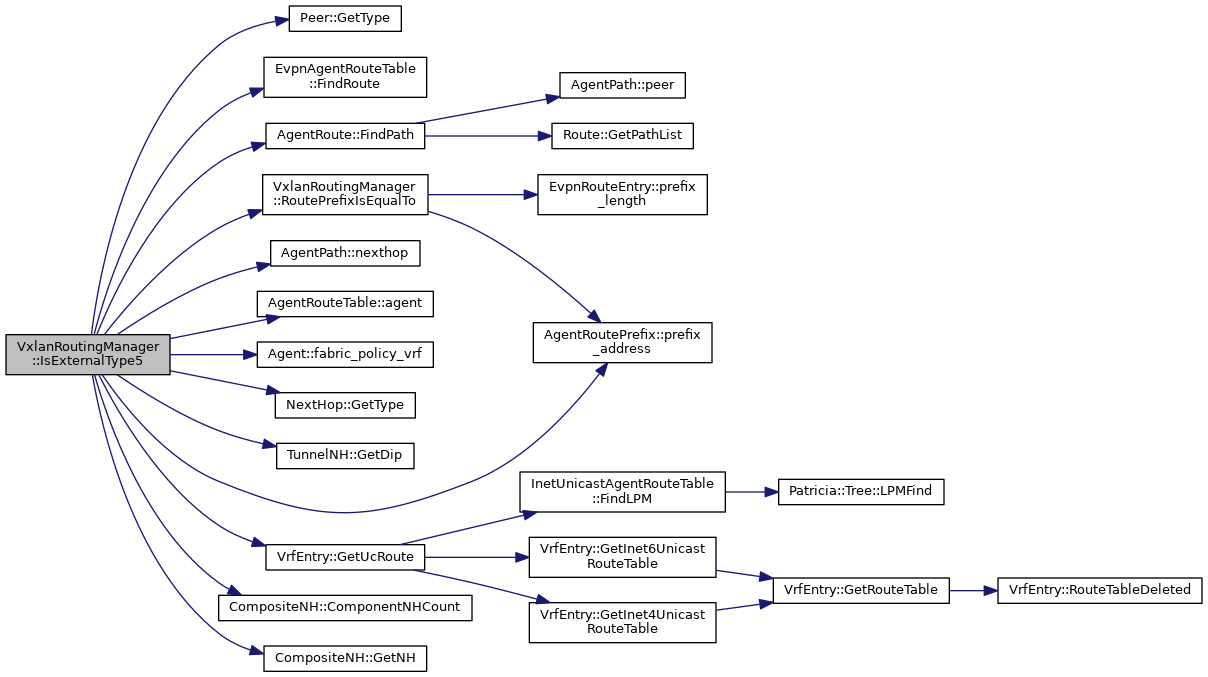 Peer::GetType
EvpnAgentRouteTable
::FindRoute
AgentPath::peer
AgentRoute::FindPath
Route::GetPathList
VxlanRoutingManager
::RoutePrefixIsEqualTo
EvpnRouteEntry::prefix
_length
AgentPath::nexthop
AgentRouteTable::agent
AgentRoutePrefix::prefix
_address
VxlanRoutingManager
::IsExternalType5
Agent::fabric_policy_vrf
NextHop::GetType
TunnelNH::GetDip
InetUnicastAgentRouteTable
::FindLPM
Patricia::Tree::LPMFind
VrfEntry::GetUcRoute
VrfEntry::GetInet6Unicast
RouteTable
VrfEntry::GetRouteTable
VrfEntry::RouteTableDeleted
CompositeNH::ComponentNHCount
VrfEntry::GetInet4Unicast
RouteTable
CompositeNH::GetNH